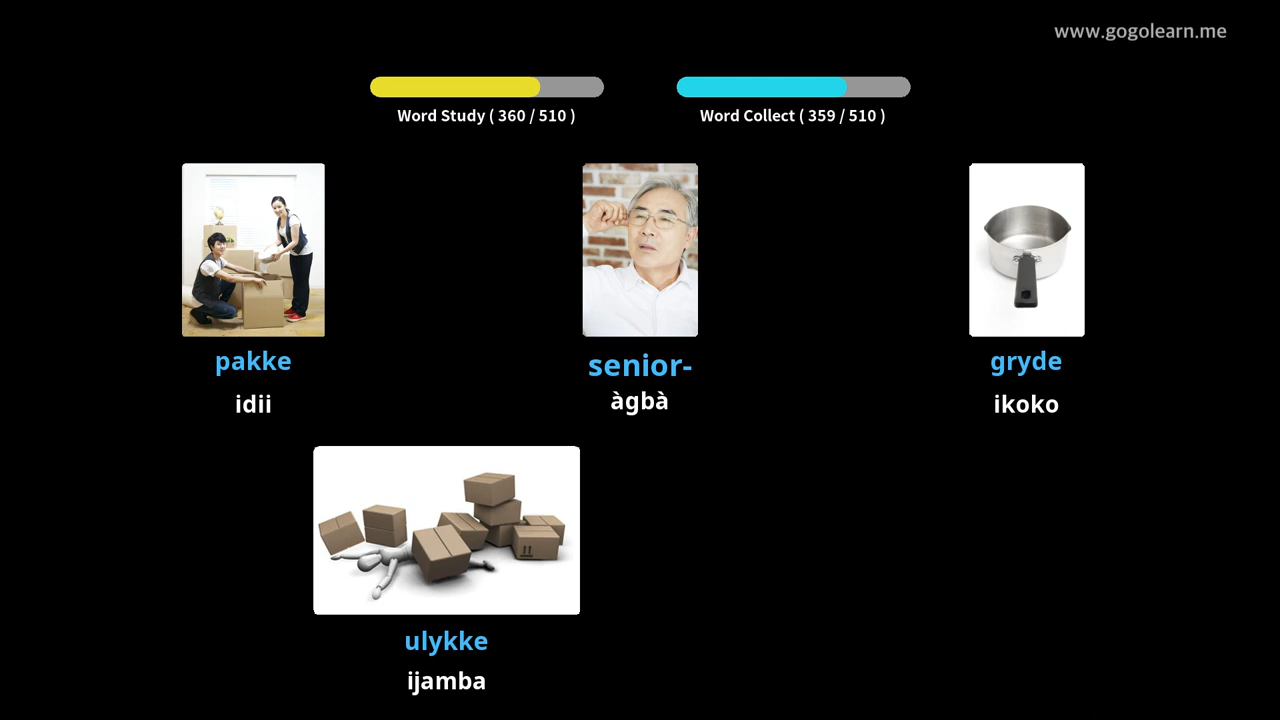 www.gogolearn.me
Word Study ( 360 / 510 )
Word Collect ( 359 / 510 )
pakke
idii
senior-
àgbà
gryde
ikoko
ulykke
ijamba